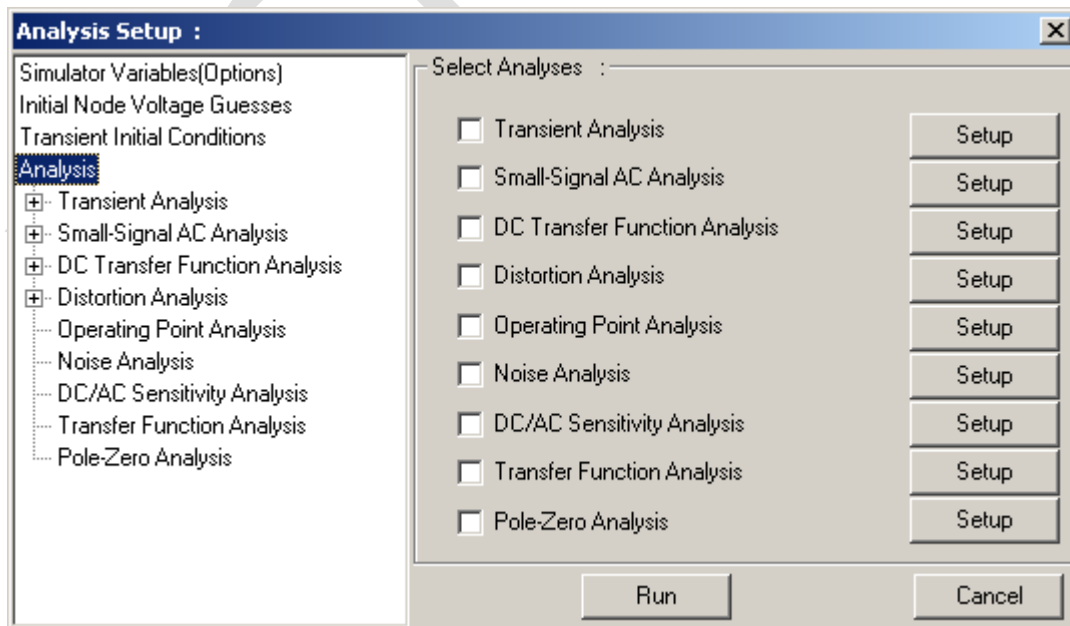 Analysis Setup :
Simulator Variables(Options)
Initial Node Voltage Guesses
Transient Initial Conditions
Analysis
Transient Analysis
Small-Signal AC Analysis
DC Transfer Function Analysis
Distortion Analysis
Operating Point Analysis
Noise Analysis
DC/AC Sensitivity Analysis
Transfer Function Analysis
Pole-Zero Analysis
Select Analyses :
Transient Analysis Setup
Small-Signal AC Analysis Setup
DC Transfer Function Analysis Setup
Distortion Analysis Setup
Operating Point Analysis Setup
Noise Analysis Setup
DC/AC Sensitivity Analysis Setup
Transfer Function Analysis Setup
Pole-Zero Analysis Setup
Run Cancel